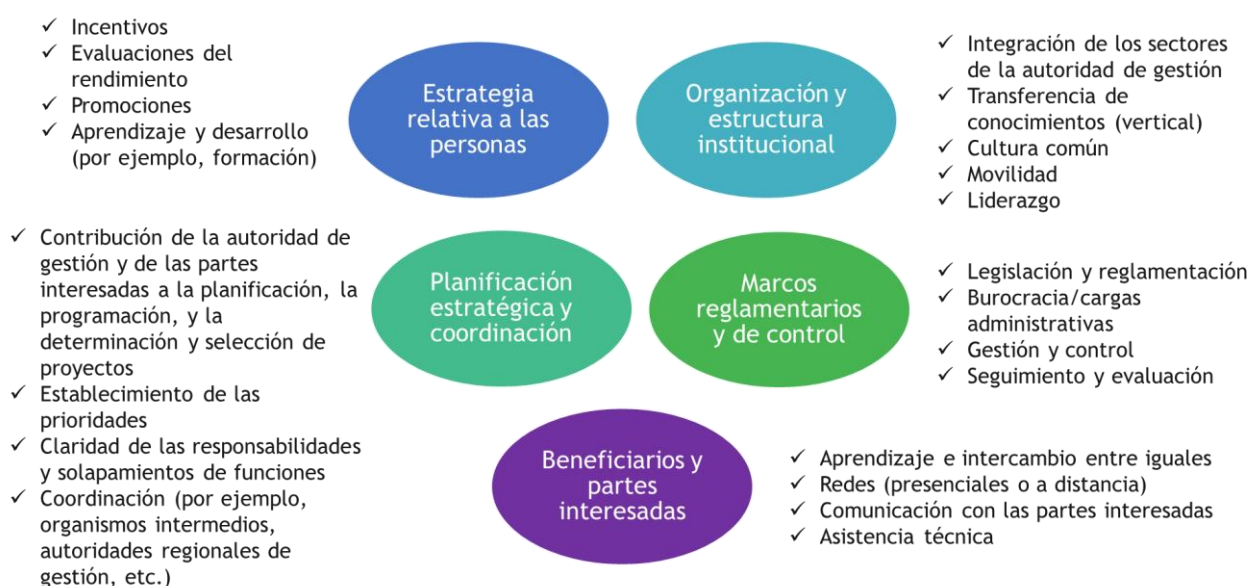 ✓ Incentivos
✓ Evaluaciones del
rendimiento
✓ Promociones
✓ Aprendizaje y desarrollo
(por ejemplo, formación)
Estrategia
relativa a las
personas
Organización y
estructura
institucional
✓ Integración de los sectores
de la autoridad de gestión
✓ Transferencia de
conocimientos (vertical)
✓ Cultura común
✓ Movilidad
✓ Liderazgo
✓ Contribución de la autoridad de
gestión y de las partes
interesadas a la planificación, la
programación, y la
determinación y selección de
proyectos
✓ Establecimiento de las
prioridades
✓ Claridad de las responsabilidades
y solapamientos de funciones
✓ Coordinación (por ejemplo,
organismos intermedios,
autoridades regionales de
gestión, etc.)
Planificación
estratégica y
coordinación
Marcos
reglamentarios
y de control
✓ Legislación y reglamentación
✓ Burocracia/cargas
administrativas
✓ Gestión y control
✓ Seguimiento y evaluación
Beneficiarios y
partes
interesadas
✓ Aprendizaje e intercambio entre iguales
✓ Redes (presenciales o a distancia)
✓ Comunicación con las partes interesadas
✓ Asistencia técnica